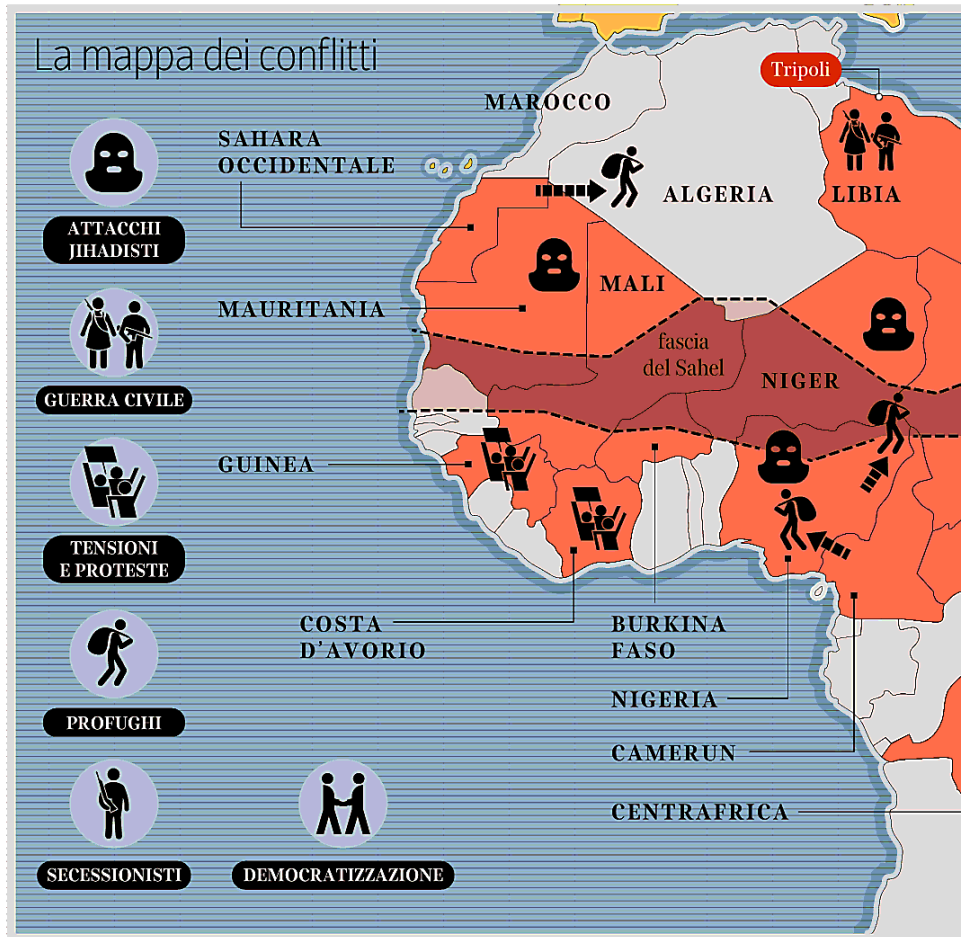 La mappa dei conflitti
Tripoli
MAROCCO
SAHARA
OCCIDENTALE
ALGERIA
LIBIA
ATTACCHI
JIHADISTI
MALI
MAURITANIA
fascia
del Sahel
NIGER
GUERRA CIVILE
GUINEA
TENSIONI
E PROTESTE
COSTA
D'AVORIO
BURKINA
FASO
NIGERIA
PROFUGHI
CAMERUN
CENTRAFRICA
SECESSIONISTI
DEMOCRATIZZAZIONE